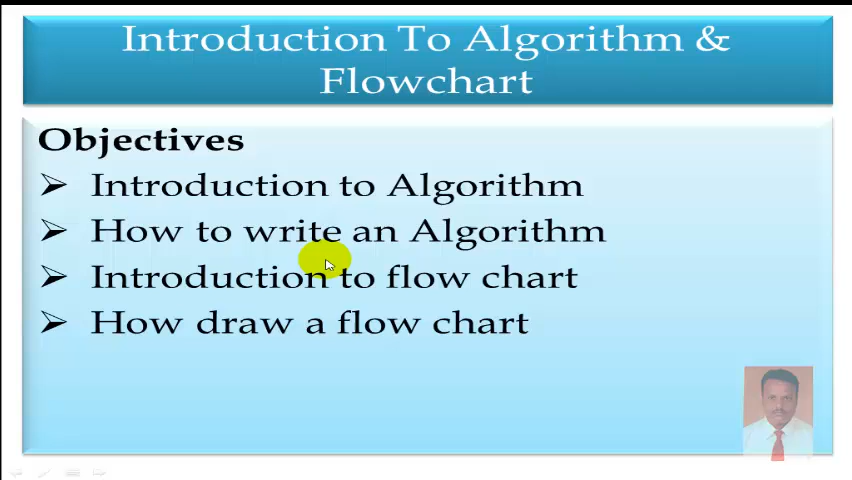 Introduction To Algorithm &
Flowchart
Objectives
Introduction to Algorithm
How to write an Algorithm
Introduction to flow chart
How draw a flow chart